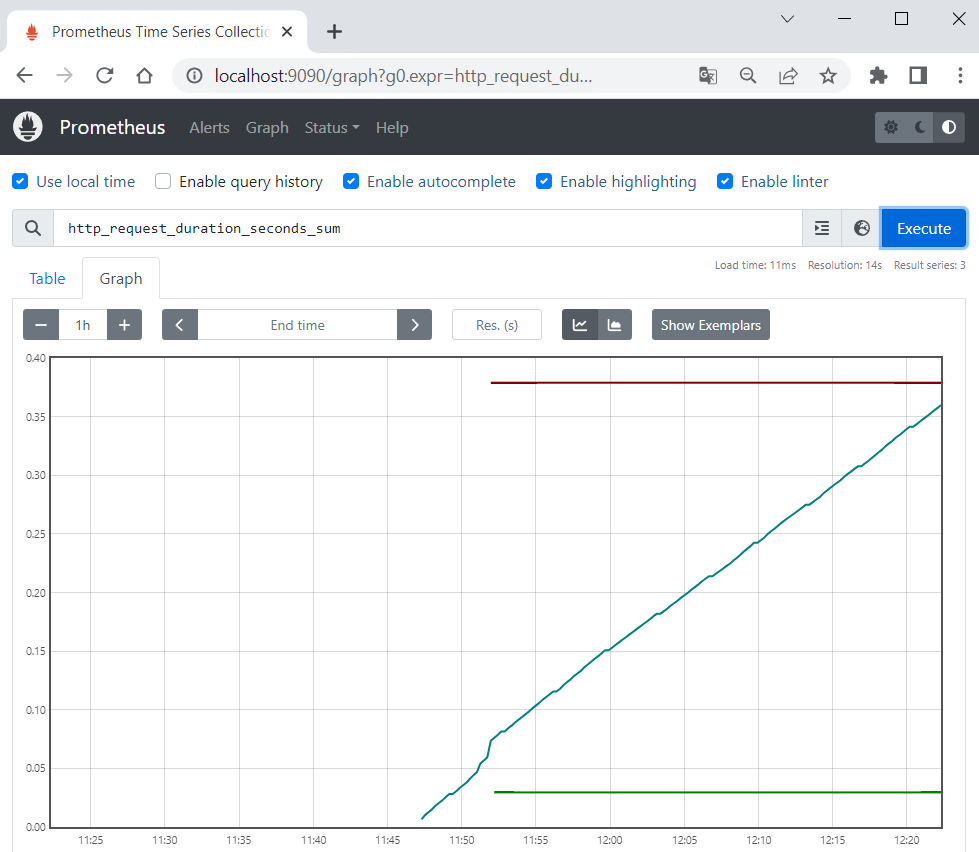 Prometheus Time Series Collectio
localhost:9090/graph?g0.expr=http_request_du...
Prometheus Alerts Graph Status Help
Use local time Enable query history Enable autocomplete Enable highlighting Enable linter
http_request_duration_seconds_sum Execute
Load time: 11ms Resolution: 14s Result series: 3
Table Graph
1h End time Res. (s) Show Exemplars
0.40
0.35
0.30
0.25
0.20
0.15
0.10
0.05
0.00
11:25 11:30 11:35 11:40 11:45 11:50 11:55 12:00 12:05 12:10 12:15 12:20